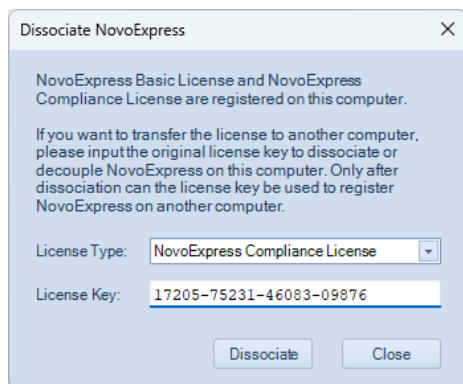 Dissociate NovoExpress
NovoExpress Basic License and NovoExpress
Compliance License are registered on this computer.
If you want to transfer the license to another computer,
please input the original license key to dissociate or
decouple NovoExpress on this computer. Only after
dissociation can the license key be used to register
NovoExpress on another computer.
License Type: NovoExpress Compliance License
License Key: 17205-75231-46083-09876
Dissociate Close